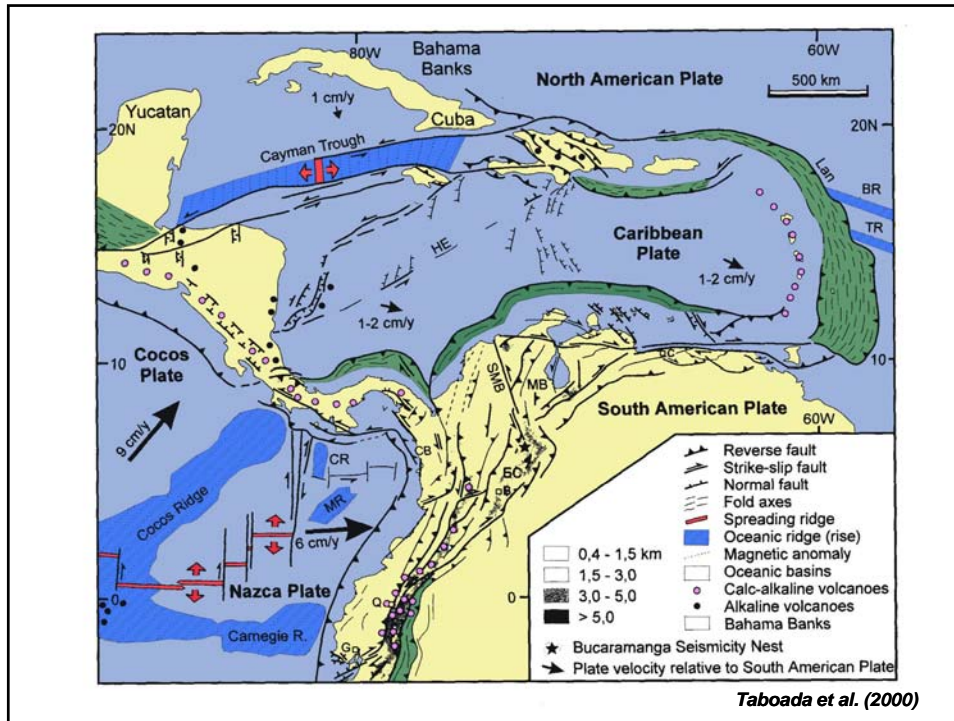 80W
60W
Bahama
Banks
North American Plate
500 km
Yucatan
1 cm/y
Cuba
20N
20N
Cayman Trough
Lan
BR
TR
HE
Caribbean
Plate
1-2 cm/y
1-2 cm/y
Cocos
Plate
10
10
SMB
MB
South American Plate
60W
9 cm/y
CB
CR
MR
Cocos Ridge
6 cm/y
Nazca Plate
0
0
Carnegie R.
Q
G
B
Reverse fault
Strike-slip fault
Normal fault
Fold axes
Spreading ridge
Oceanic ridge (rise)
Magnetic anomaly
Oceanic basins
Calc-alkaline volcanoes
Alkaline volcanoes
Bahama Banks
0,4 - 1,5 km
1,5 - 3,0
3,0 - 5,0
> 5,0
Bucaramanga Seismicity Nest
Plate velocity relative to South American Plate
Taboada et al. (2000)